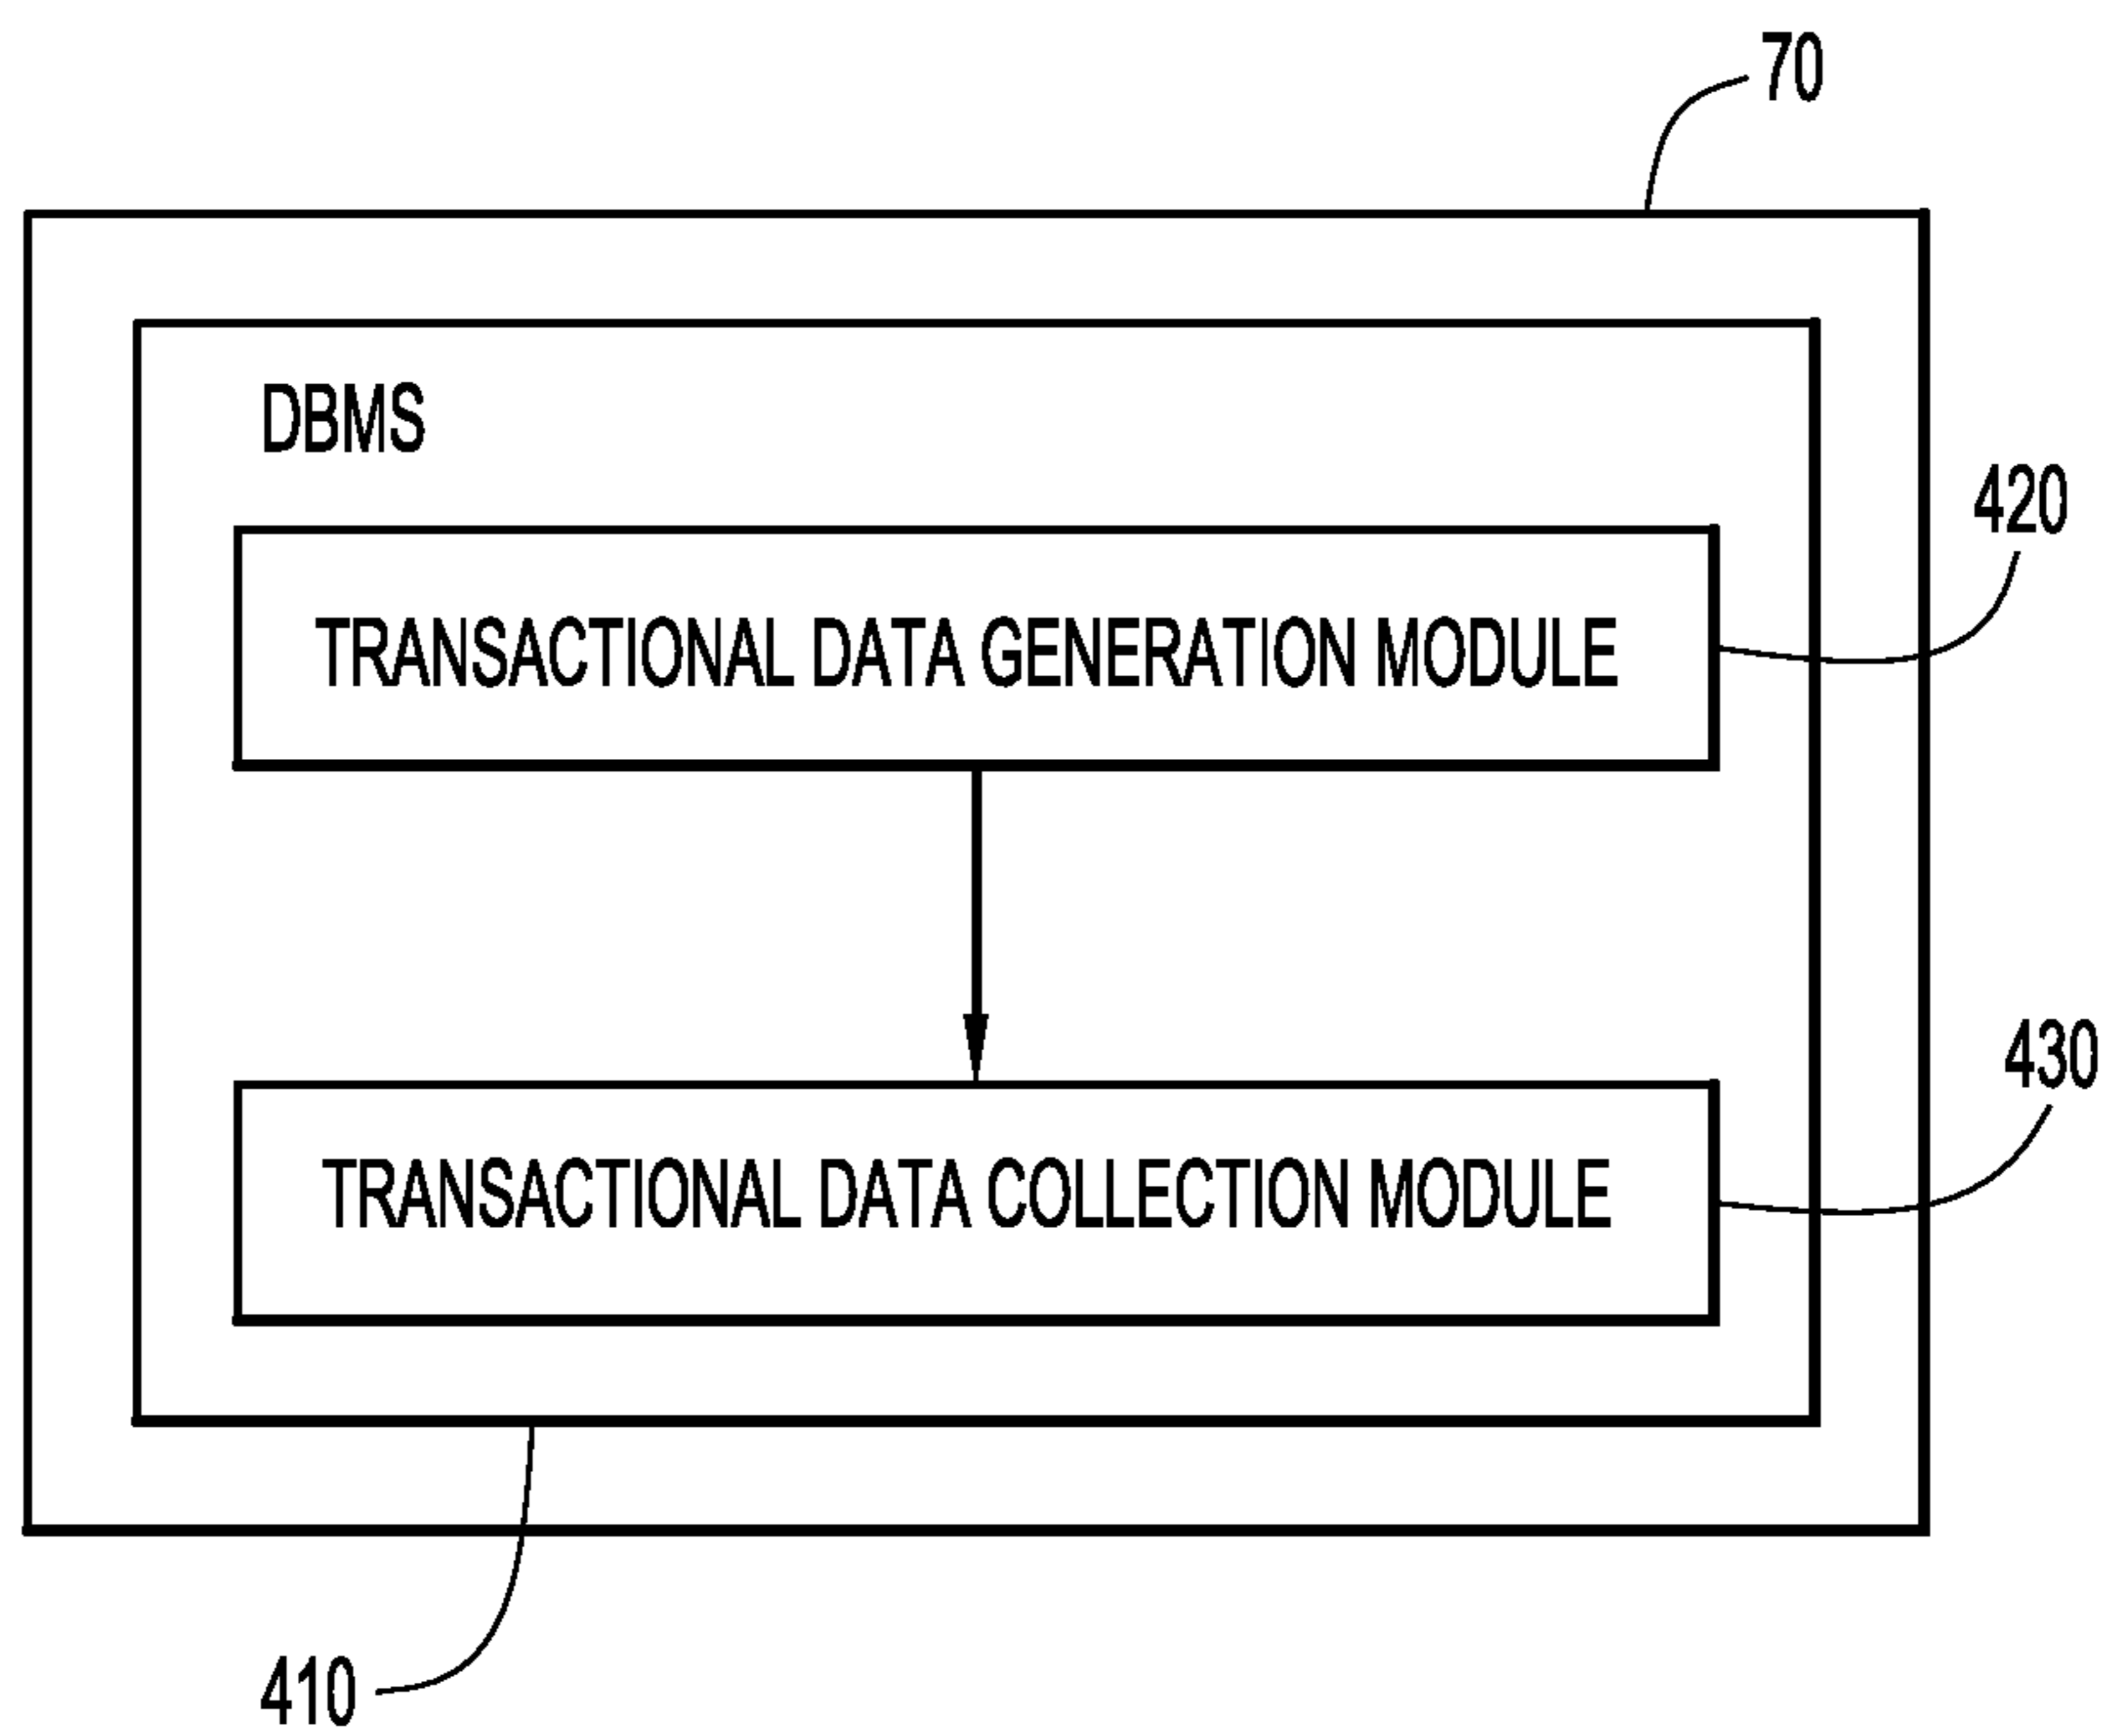 70
DBMS
420
TRANSACTIONAL DATA GENERATION MODULE
430
TRANSACTIONAL DATA COLLECTION MODULE
410